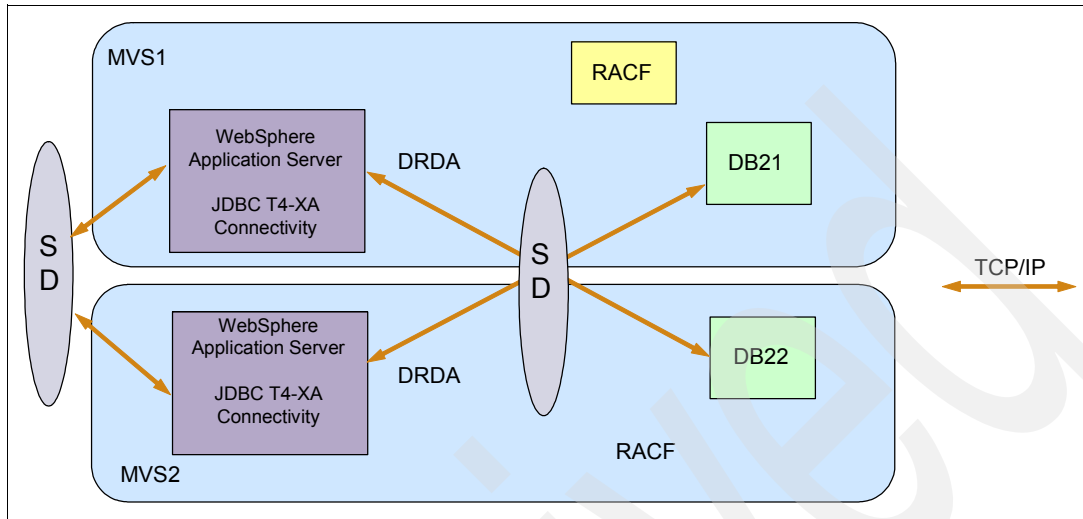 MVS1
RACF
WebSphere
Application Server
JDBC T4-XA
Connectivity
DRDA
DB21
S
D
S
D
TCP/IP
WebSphere
Application Server
JDBC T4-XA
Connectivity
DRDA
DB22
MVS2
RACF